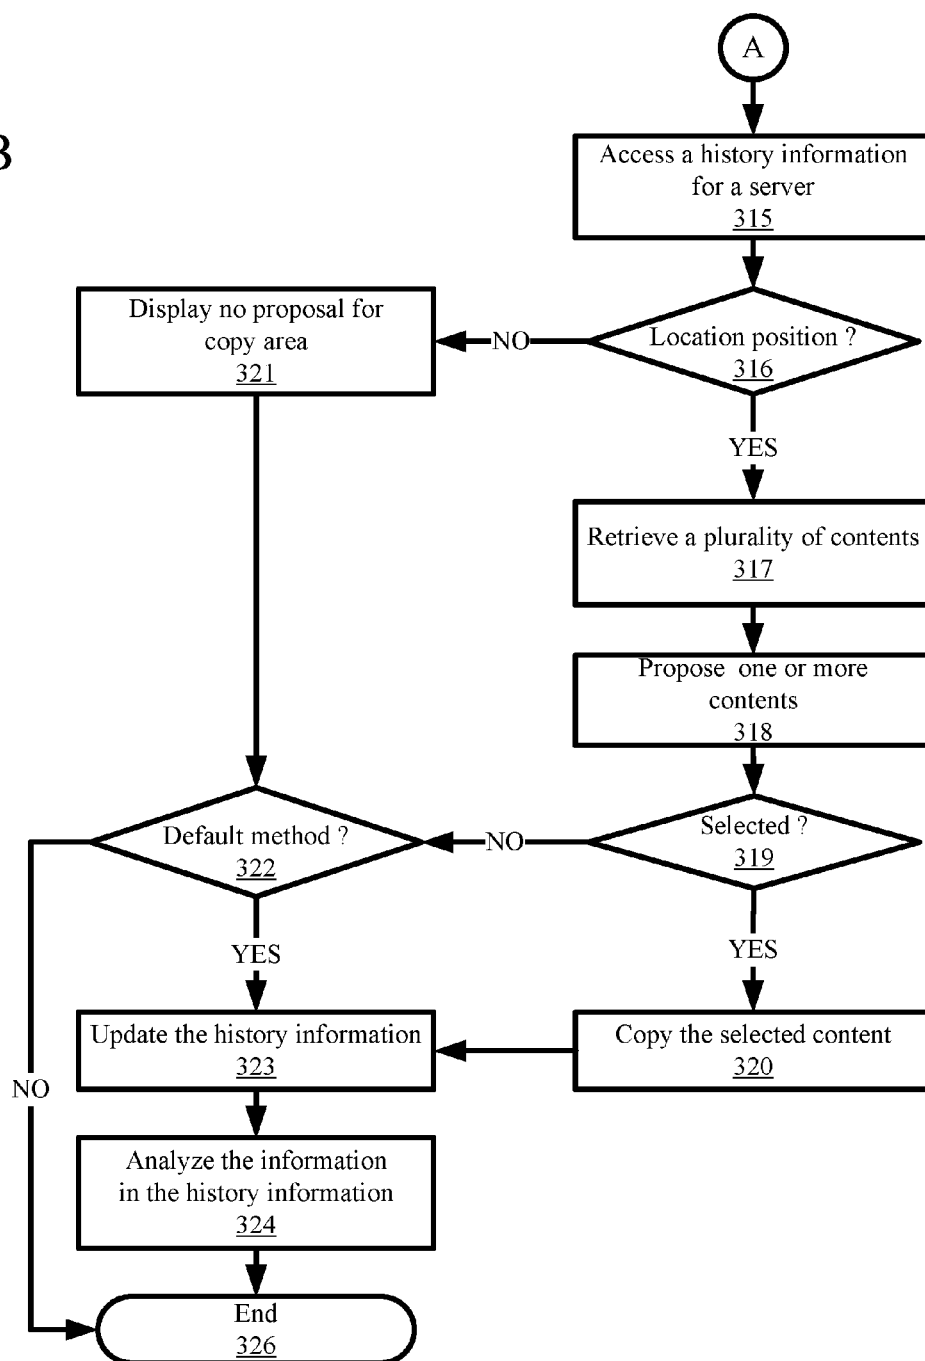 A
B
Access a history information
for a server
315
Display no proposal for
copy area
321
NO
Location position ?
316
YES
Retrieve a plurality of contents
317
Propose one or more
contents
318
Default method ?
322
NO
Selected ?
319
YES
YES
Update the history information
323
Copy the selected content
320
NO
Analyze the information
in the history information
324
End
326